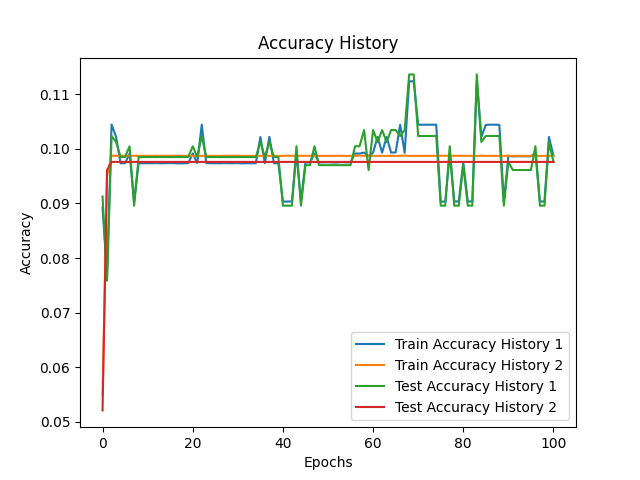 Accuracy History
Accuracy
0.11
0.10
0.09
0.08
0.07
0.06
0.05
0
20
40
60
80
100
Epochs
Train Accuracy History 1
Train Accuracy History 2
Test Accuracy History 1
Test Accuracy History 2